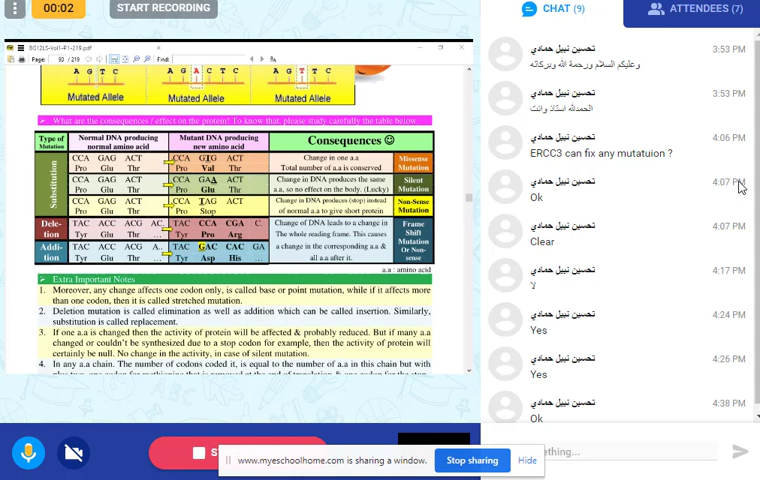 00:02
START RECORDING
CHAT (9)
ATTENDEES (7)
BG12LS-Vol1-P1-219.pdf
Page: 93 / 219
Find:
A G T C
A G A C T C
A G T T C
Mutated Allele
Mutated Allele
Mutated Allele
What are the consequences / effect on the protein? To know that, please study carefully the table below
Type of Mutation
Normal DNA producing normal amino acid
Mutant DNA producing new amino acid
Consequences ☺
Substitution
CCA GAG ACT
Pro Glu Thr
CCA GTG ACT
Pro Val Thr
Change in one a.a
Total number of a.a is conserved
Missense Mutation
CCA GAG ACT
Pro Glu Thr
CCA GAA ACT
Pro Glu Thr
Change in DNA produces the same
a.a, so no effect on the body. (Lucky)
Silent Mutation
CCA GAG ACT
Pro Glu Thr
CCA TAG ACT
Pro Stop
Change in DNA produces (stop) instead
of normal a.a to give short protein
Non-Sense Mutation
Deletion
TAC ACC ACG AC..
Tyr Glu Thr ...
TAC CCA CGA C.
Tyr Pro Arg
Change of DNA leads to a change in
The whole reading frame. This causes
Addition
TAC ACC ACG A..
Tyr Glu Thr ...
TAC GAC CAC GA
Tyr Asp His ...
a change in the corresponding a.a &
all a.a after it.
Frame Shift Mutation Or Non-sense
a.a : amino acid
Extra Important Notes
1. Moreover, any change affects one codon only, is called base or point mutation, while if it affects more
than one codon, then it is called stretched mutation.
2. Deletion mutation is called elimination as well as addition which can be called insertion. Similarly,
substitution is called replacement.
3. If one a.a is changed then the activity of protein will be affected & probably reduced. But if many a.a
changed or couldn't be synthesized due to a stop codon for example, then the activity of protein will
certainly be null. No change in the activity, in case of silent mutation.
4. In any a.a chain. The number of codons coded it, is equal to the number of a.a in this chain but with
تحسين نبيل حمادي 3:53 PM
وعليكم السلام ورحمة الله وبركاته
تحسين نبيل حمادي 3:53 PM
الحمدلله استاذ وانت
تحسين نبيل حمادي 4:06 PM
ERCC3 can fix any mutatuion ?
تحسين نبيل حمادي 4:07 PM
Ok
تحسين نبيل حمادي 4:07 PM
Clear
تحسين نبيل حمادي 4:17 PM
لا
تحسين نبيل حمادي 4:24 PM
Yes
تحسين نبيل حمادي 4:26 PM
Yes
تحسين نبيل حمادي 4:38 PM
Ok
www.myeschoolhome.com is sharing a window.
Stop sharing
Hide